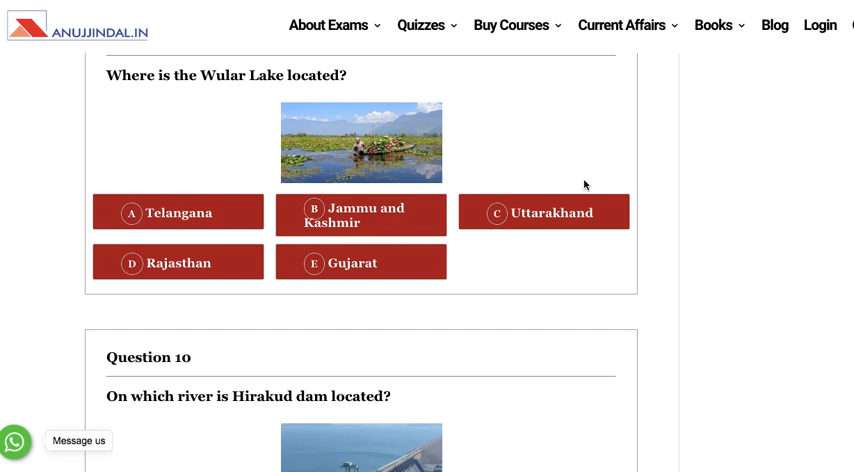 ANUJJINDAL.IN
About Exams Quizzes Buy Courses Current Affairs Books Blog Login
Where is the Wular Lake located?
A Telangana
B Jammu and
Kashmir
C Uttarakhand
D Rajasthan
E Gujarat
Question 10
On which river is Hirakud dam located?
Message us